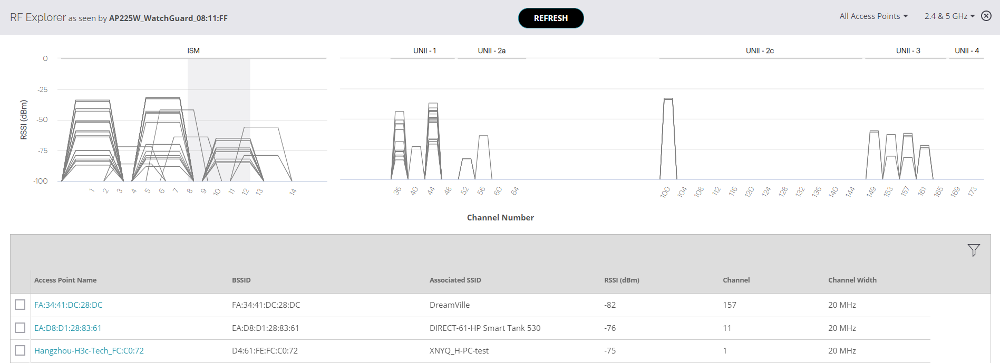 RF Explorer as seen by AP225W_WatchGuard_08:11:FF REFRESH All Access Points 2.4 & 5 GHz
ISM UNII - 1 UNII - 2a UNII - 2c UNII - 3 UNII - 4
0
-25
-50
-75
-100
RSSI (dBm)
1 2 3 4 5 6 7 8 9 10 11 12 13 14 36 40 44 48 52 56 60 64 100 104 108 112 116 120 124 128 132 136 140 144 149 153 157 161 165 169 173
Channel Number
Access Point Name BSSID Associated SSID RSSI (dBm) Channel Channel Width
FA:34:41:DC:28:DC FA:34:41:DC:28:DC DreamVille -82 157 20 MHz
EA:D8:D1:28:83:61 EA:D8:D1:28:83:61 DIRECT-61-HP Smart Tank 530 -76 11 20 MHz
Hangzhou-H3c-Tech_FC:C0:72 D4:61:FE:FC:C0:72 XNYQ_H-PC-test -75 1 20 MHz